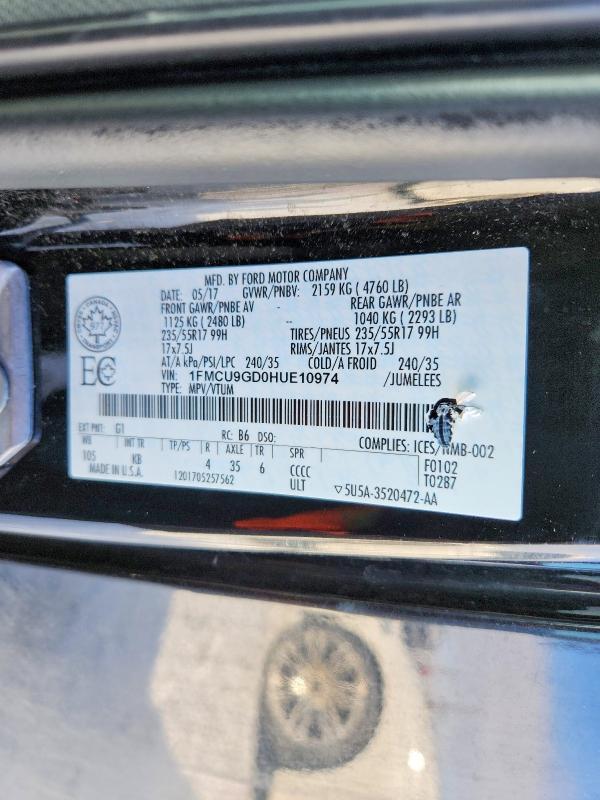 MFD. BY FORD MOTOR COMPANY
DATE: 05/17 GVWR/PNBV: 2159 KG ( 4760 LB)
FRONT GAWR/PNBE AV - REAR GAWR/PNBE AR
1125 KG ( 2480 LB) -- 1040 KG ( 2293 LB)
235/55R17 99H TIRES/PNEUS 235/55R17 99H
17x7.5J RIMS/JANTES 17x7.5J
AT/A kPa/PSI/LPC 240/35 COLD/A FROID 240/35
VIN: 1FMCU9GD0HUE10974 /JUMELEES
TYPE: MPV/VTUM
EC
EXT PNT: G1 RC: B6 DSO: COMPLIES: ICES/NMB-002
WB INT TR TP/PS R AXLE TR SPR F0102
105 KB 4 35 6 CCCC T0287
MADE IN U.S.A. 1201705257562 ULT ▽5U5A-3520472-AA